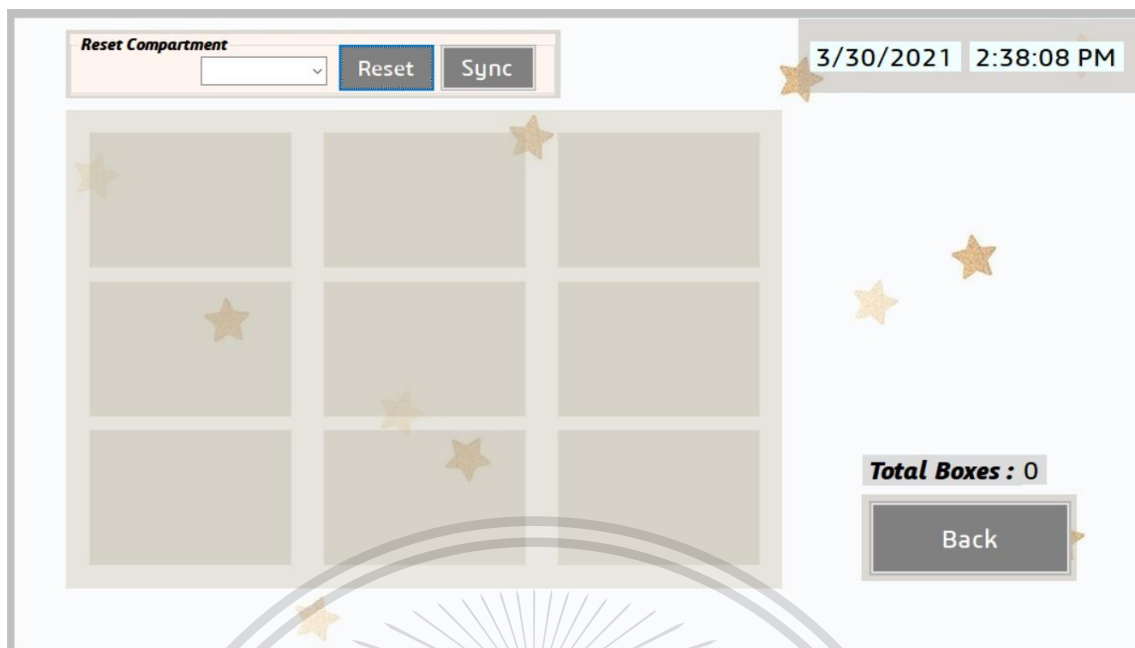 Reset Compartment
Reset Sync
3/30/2021 2:38:08 PM
Total Boxes : 0
Back